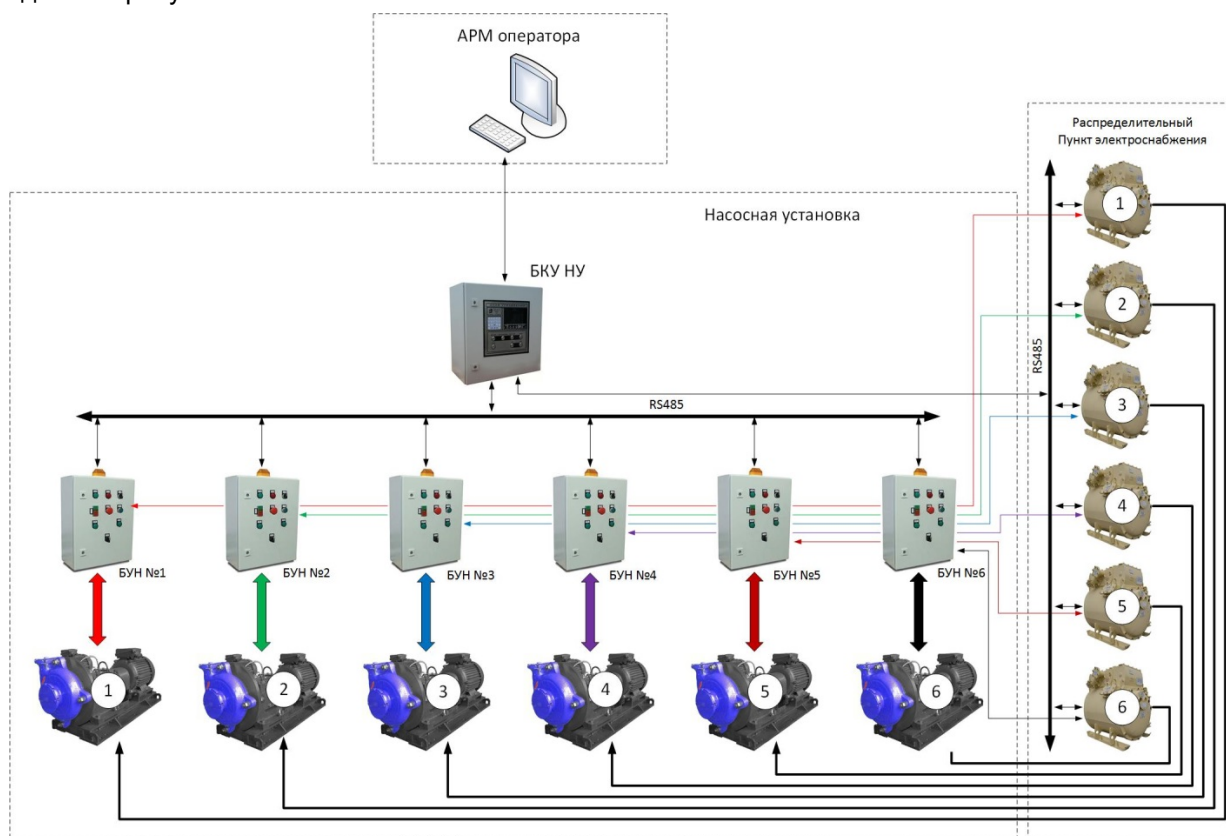 АРМ оператора
Распределительный
Пункт электроснабжения
1
Насосная установка
БКУ НУ
2
RS485
3
RS485
4
БУН №1
БУН №2
БУН №3
БУН №4
БУН №5
БУН №6
5
1
2
3
4
5
6
6